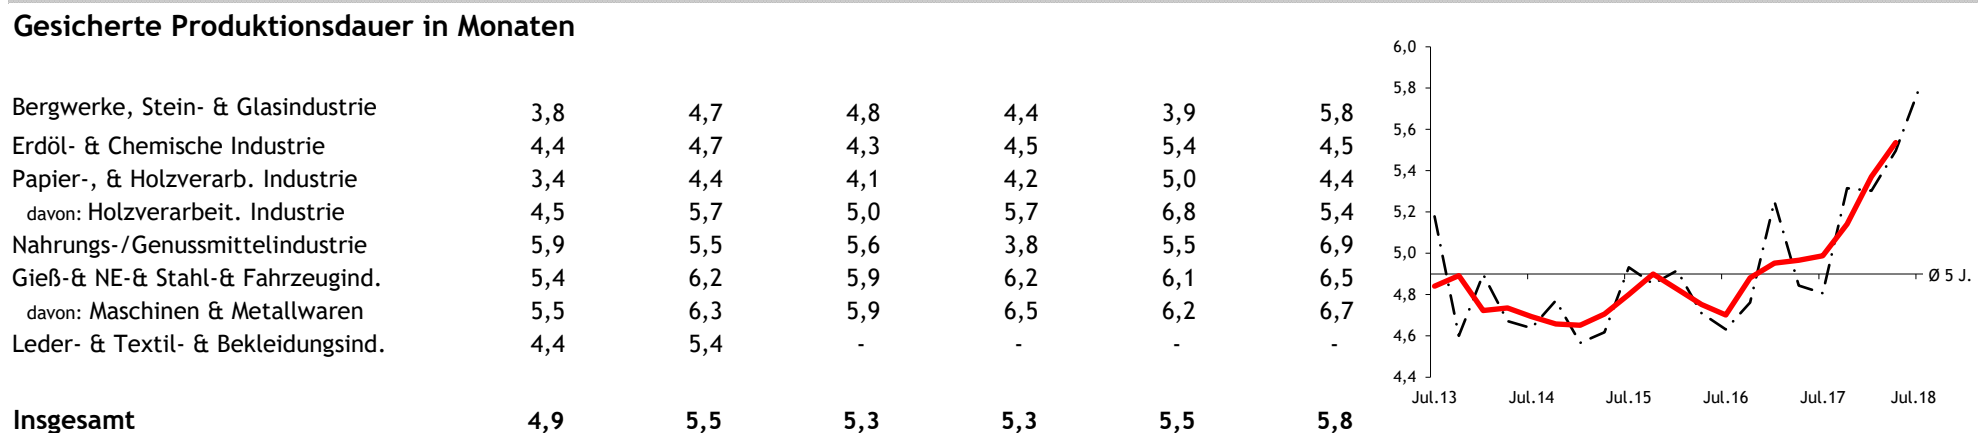 Gesicherte Produktionsdauer in Monaten
Bergwerke, Stein- & Glasindustrie 3,8 4,7 4,8 4,4 3,9 5,8
Erdöl- & Chemische Industrie 4,4 4,7 4,3 4,5 5,4 4,5
Papier-, & Holzverarb. Industrie 3,4 4,4 4,1 4,2 5,0 4,4
davon: Holzverarbeit. Industrie 4,5 5,7 5,0 5,7 6,8 5,4
Nahrungs-/Genussmittelindustrie 5,9 5,5 5,6 3,8 5,5 6,9
Gieß-& NE-& Stahl-& Fahrzeugind. 5,4 6,2 5,9 6,2 6,1 6,5
davon: Maschinen & Metallwaren 5,5 6,3 5,9 6,5 6,2 6,7
Leder- & Textil- & Bekleidungsind. 4,4 5,4 - - - -
Insgesamt 4,9 5,5 5,3 5,3 5,5 5,8
6,0
5,8
5,6
5,4
5,2
5,0
4,8
4,6
4,4
Ø 5 J.
Jul.13 Jul.14 Jul.15 Jul.16 Jul.17 Jul.18